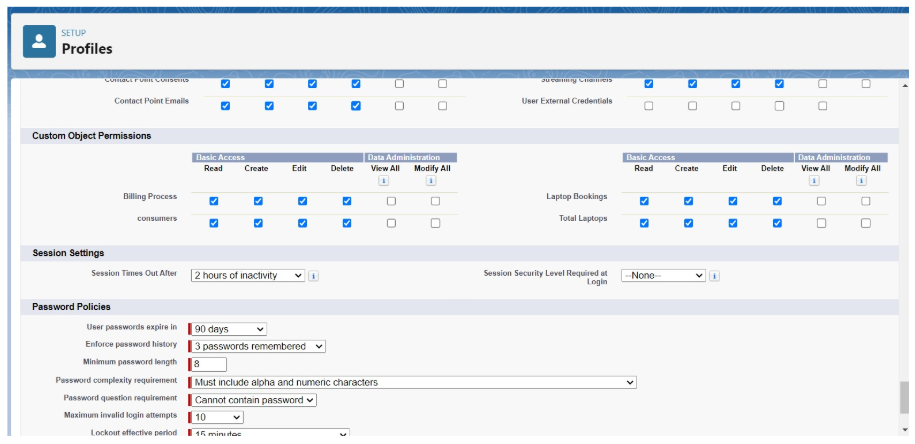 SETUP
Profiles
Contact Point Consents
Streaming Channels
Contact Point Emails
User External Credentials
Custom Object Permissions
Basic Access Data Administration
Read Create Edit Delete View All Modify All
Basic Access Data Administration
Read Create Edit Delete View All Modify All
Billing Process
Laptop Bookings
consumers
Total Laptops
Session Settings
Session Times Out After 2 hours of inactivity
Session Security Level Required at
Login
--None--
Password Policies
User passwords expire in 90 days
Enforce password history 3 passwords remembered
Minimum password length 8
Password complexity requirement Must include alpha and numeric characters
Password question requirement Cannot contain password
Maximum invalid login attempts 10
Lockout effective period 15 minutes